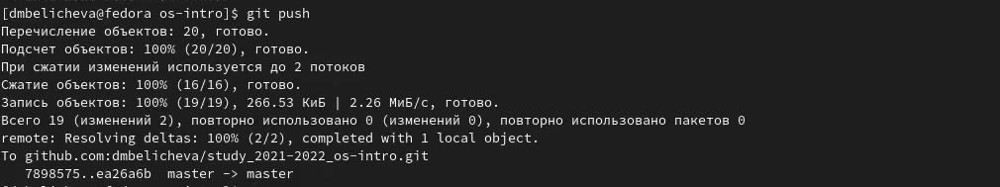 [dmbelicheva@fedora os-intro]$ git push
Перечисление объектов: 20, готово.
Подсчет объектов: 100% (20/20), готово.
При сжатии изменений используется до 2 потоков
Сжатие объектов: 100% (16/16), готово.
Запись объектов: 100% (19/19), 266.53 КиБ | 2.26 МиБ/с, готово.
Всего 19 (изменений 2), повторно использовано 0 (изменений 0), повторно использовано пакетов 0
remote: Resolving deltas: 100% (2/2), completed with 1 local object.
To github.com:dmbelicheva/study_2021-2022_os-intro.git
   7898575..ea26a6b  master -> master